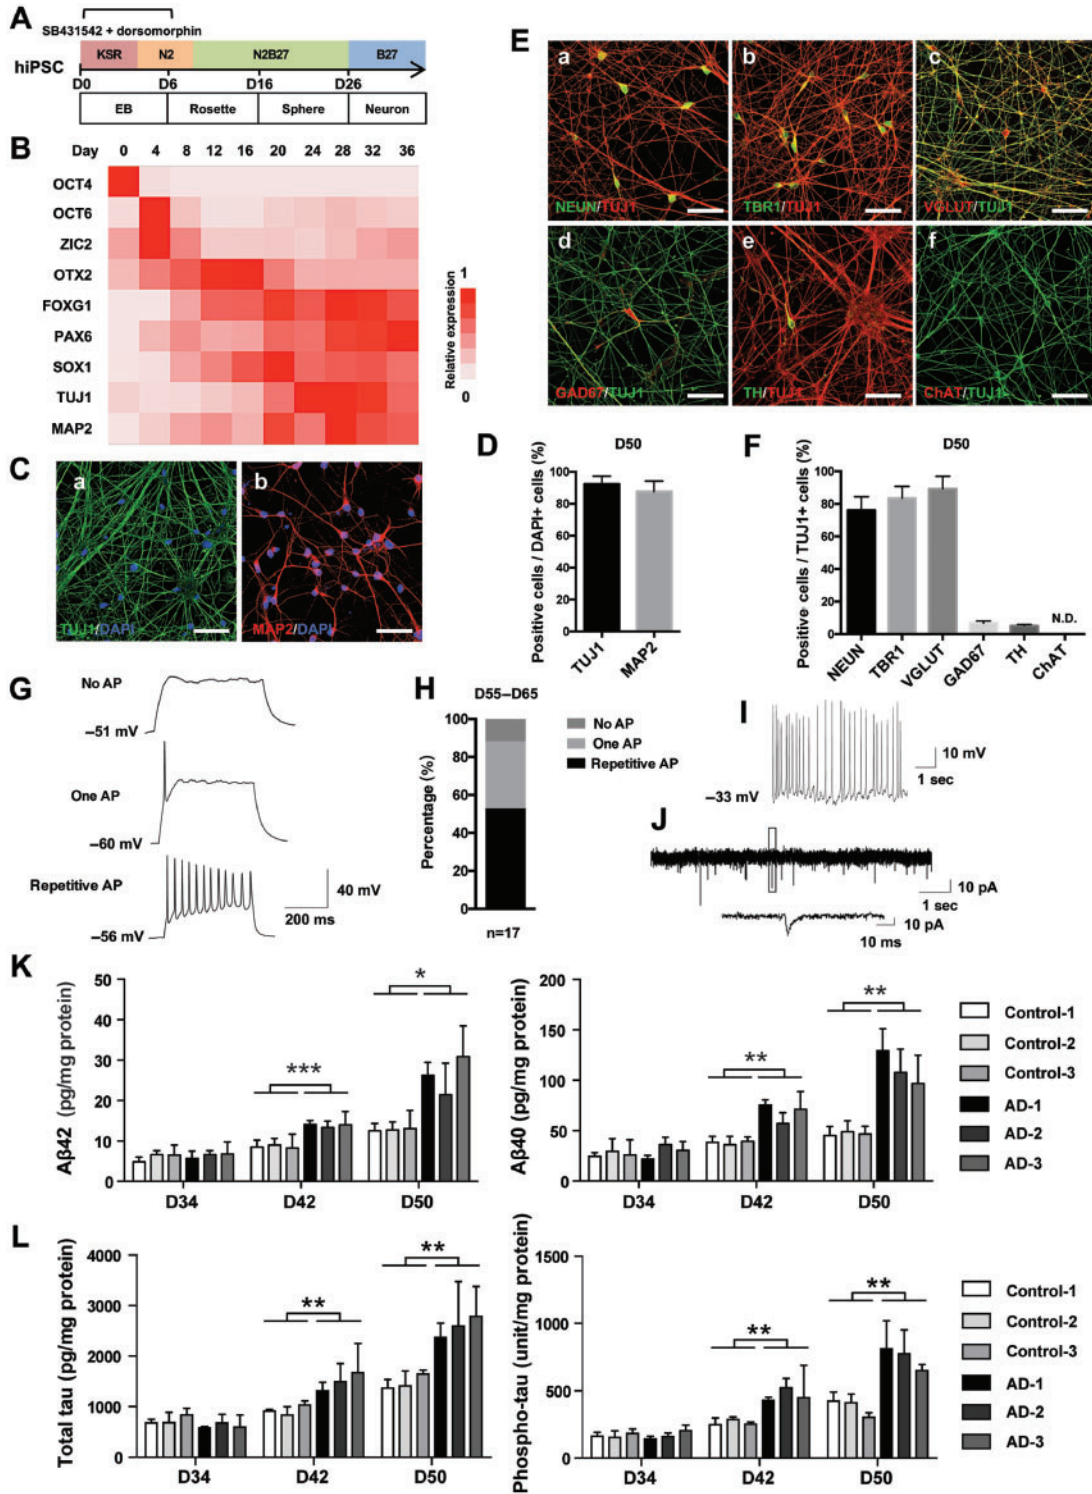 A
SB431542 + dorsomorphin
KSR N2 N2B27 B27
hiPSC
D0 D6 D16 D26
EB Rosette Sphere Neuron
B
Day 0 4 8 12 16 20 24 28 32 36
OCT4
OCT6
ZIC2
OTX2
FOXG1
PAX6
SOX1
TUJ1
MAP2
Relative expression
1
0
C
a
TUJ1/DAPI
b
MAP2/DAPI
E
a
NEUN/TUJ1
b
TBR1/TUJ1
c
VGLUT/TUJ1
d
GAD67/TUJ1
e
TH/TUJ1
f
ChAT/TUJ1
D
D50
Positive cells / DAPI+ cells (%)
100
80
60
40
20
0
TUJ1 MAP2
F
D50
Positive cells / TUJ1+ cells (%)
100
80
60
40
20
0
N.D.
NEUN TBR1 VGLUT GAD67 TH ChAT
G
No AP
–51 mV
One AP
–60 mV
Repetitive AP
–56 mV
40 mV
200 ms
H
D55–D65
Percentage (%)
100
80
60
40
20
0
n=17
No AP
One AP
Repetitive AP
I
–33 mV
10 mV
1 sec
J
10 pA
1 sec
10 pA
10 ms
K
Aβ42 (pg/mg protein)
50
40
30
20
10
0
*** *
D34 D42 D50
Aβ40 (pg/mg protein)
200
150
100
50
0
** **
D34 D42 D50
Control-1
Control-2
Control-3
AD-1
AD-2
AD-3
L
Total tau (pg/mg protein)
4000
3000
2000
1000
0
** **
D34 D42 D50
Phospho-tau (unit/mg protein)
1500
1000
500
0
** **
D34 D42 D50
Control-1
Control-2
Control-3
AD-1
AD-2
AD-3